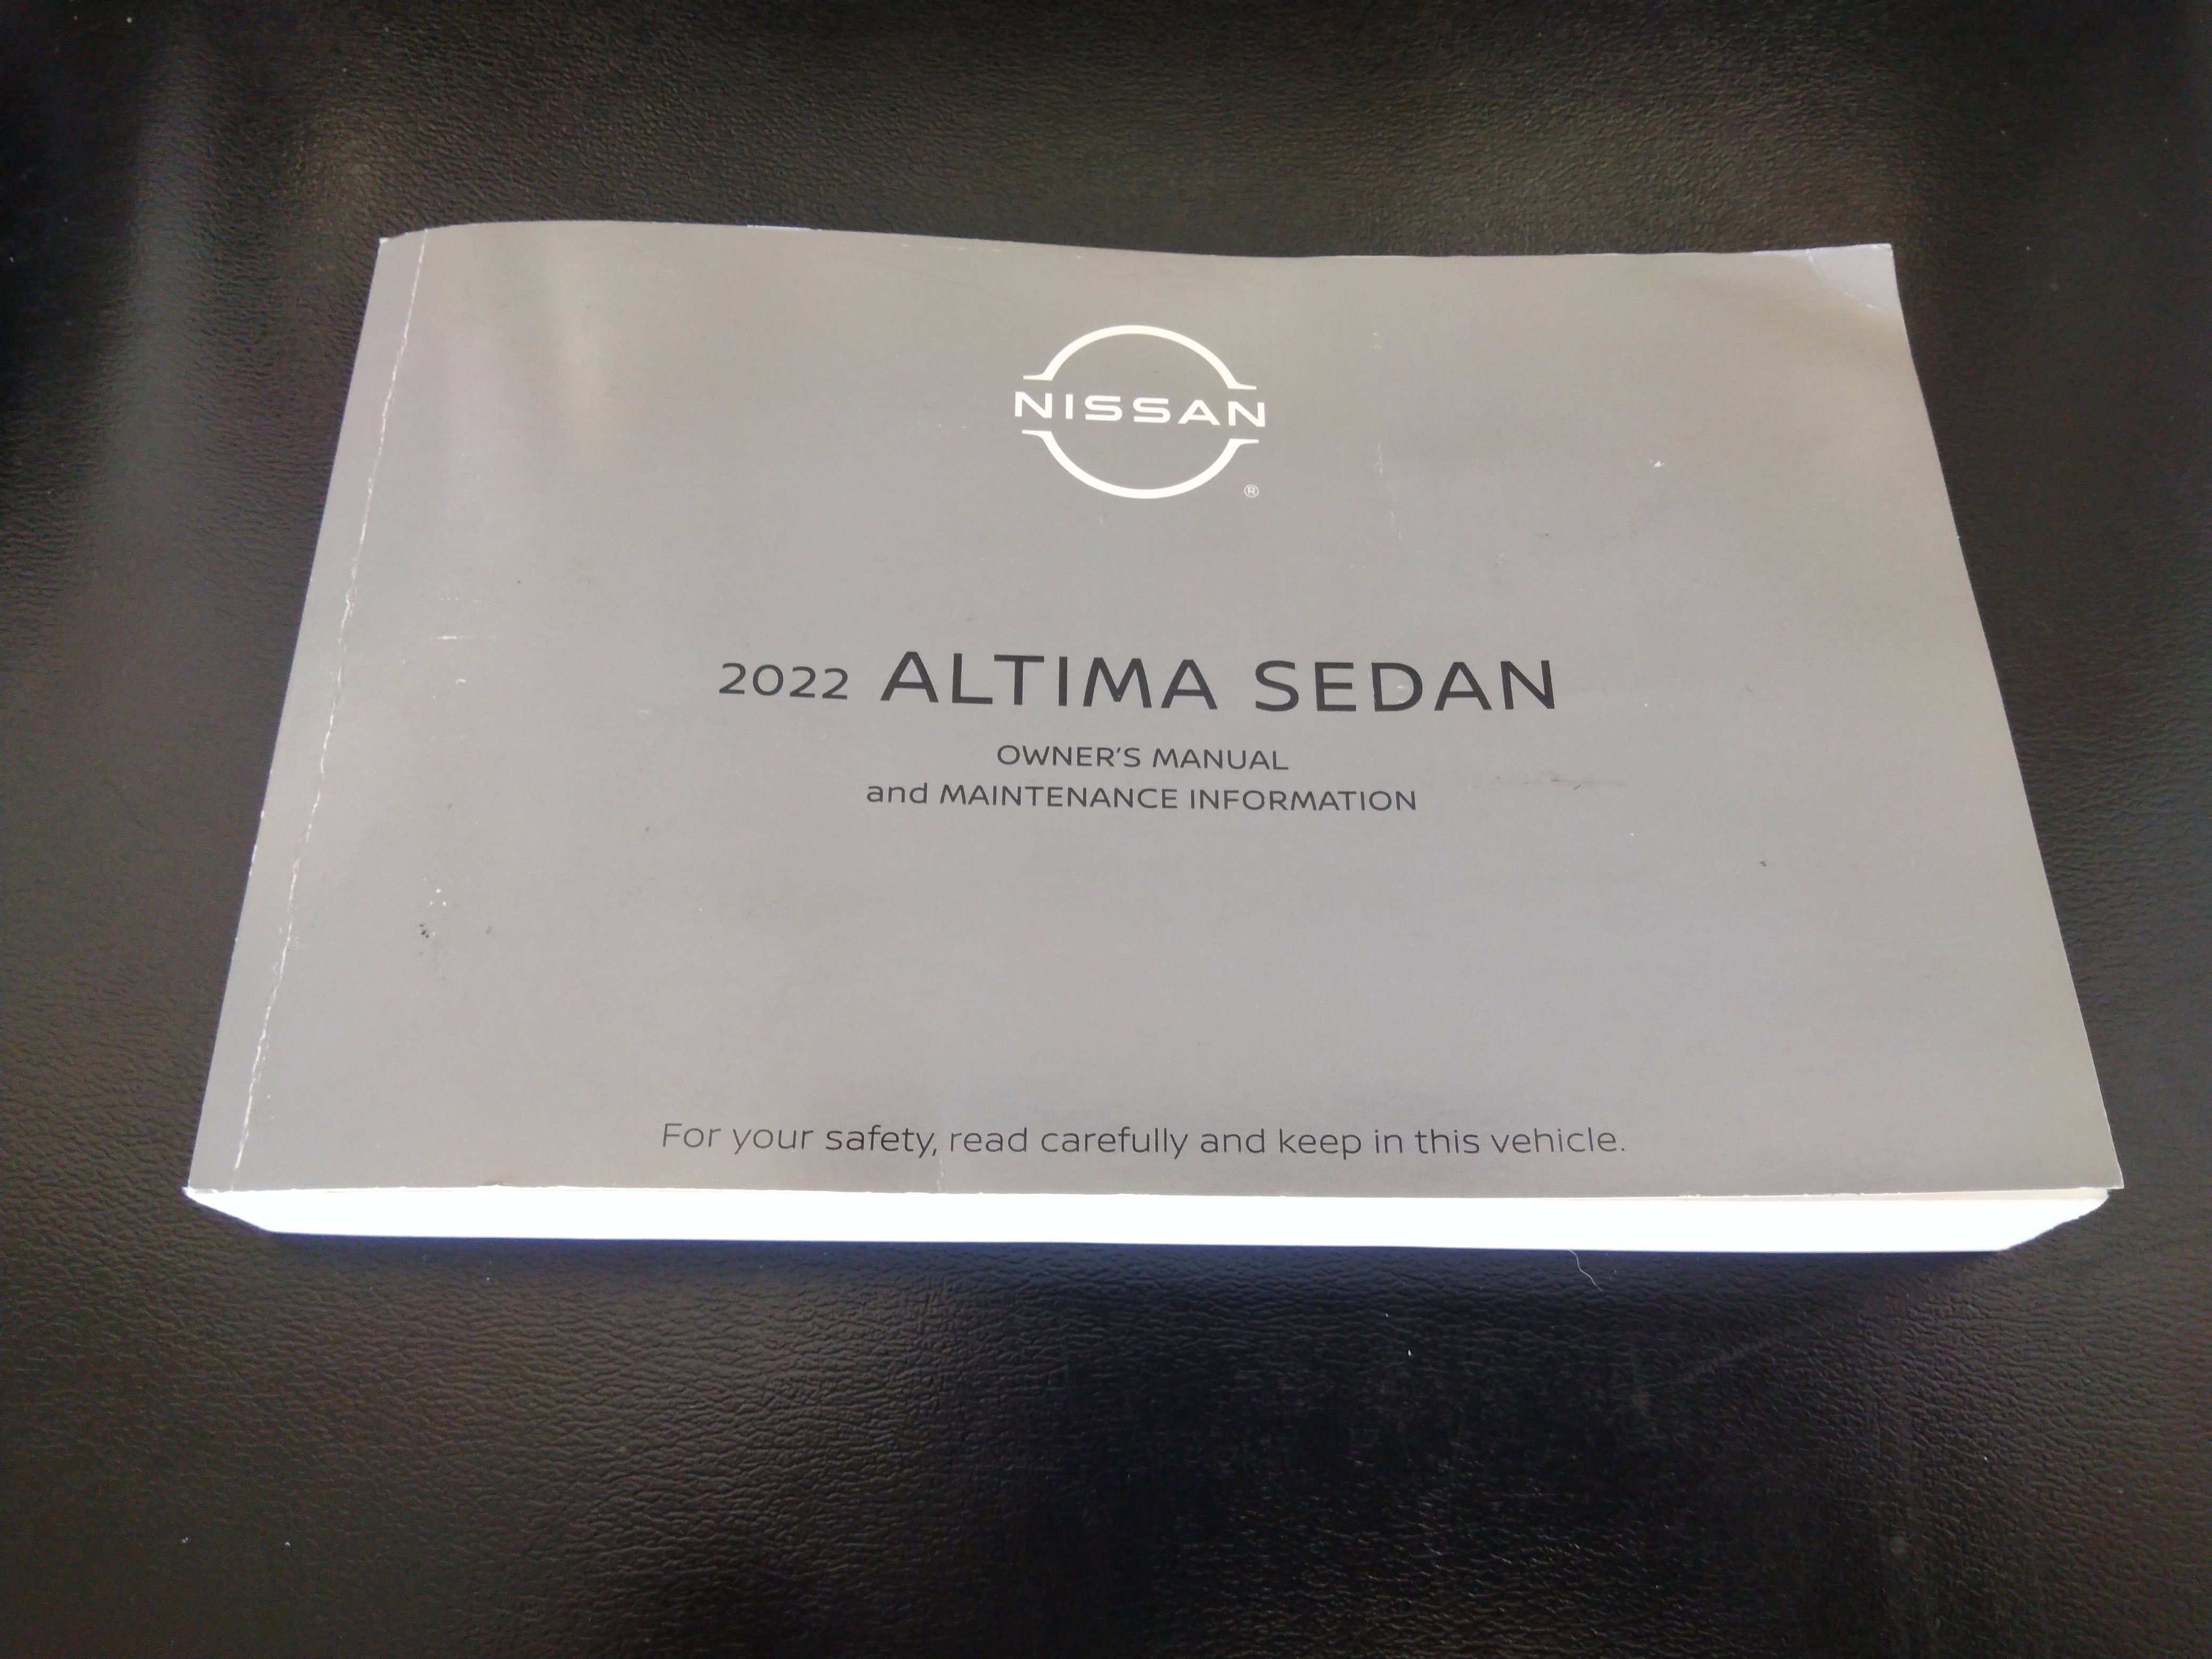 NISSAN
®
2022 ALTIMA SEDAN
OWNER'S MANUAL
and MAINTENANCE INFORMATION
For your safety, read carefully and keep in this vehicle.